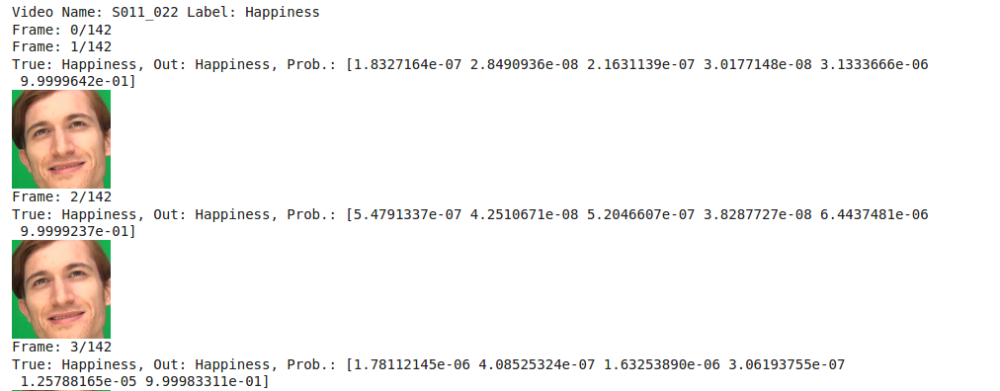 Video Name: S011_022 Label: Happiness
Frame: 0/142
Frame: 1/142
True: Happiness, Out: Happiness, Prob.: [1.8327164e-07 2.8490936e-08 2.1631139e-07 3.0177148e-08 3.1333666e-06
9.9999642e-01]
Frame: 2/142
True: Happiness, Out: Happiness, Prob.: [5.4791337e-07 4.2510671e-08 5.2046607e-07 3.8287727e-08 6.4437481e-06
9.9999237e-01]
Frame: 3/142
True: Happiness, Out: Happiness, Prob.: [1.78112145e-06 4.08525324e-07 1.63253890e-06 3.06193755e-07
1.25788165e-05 9.99983311e-01]